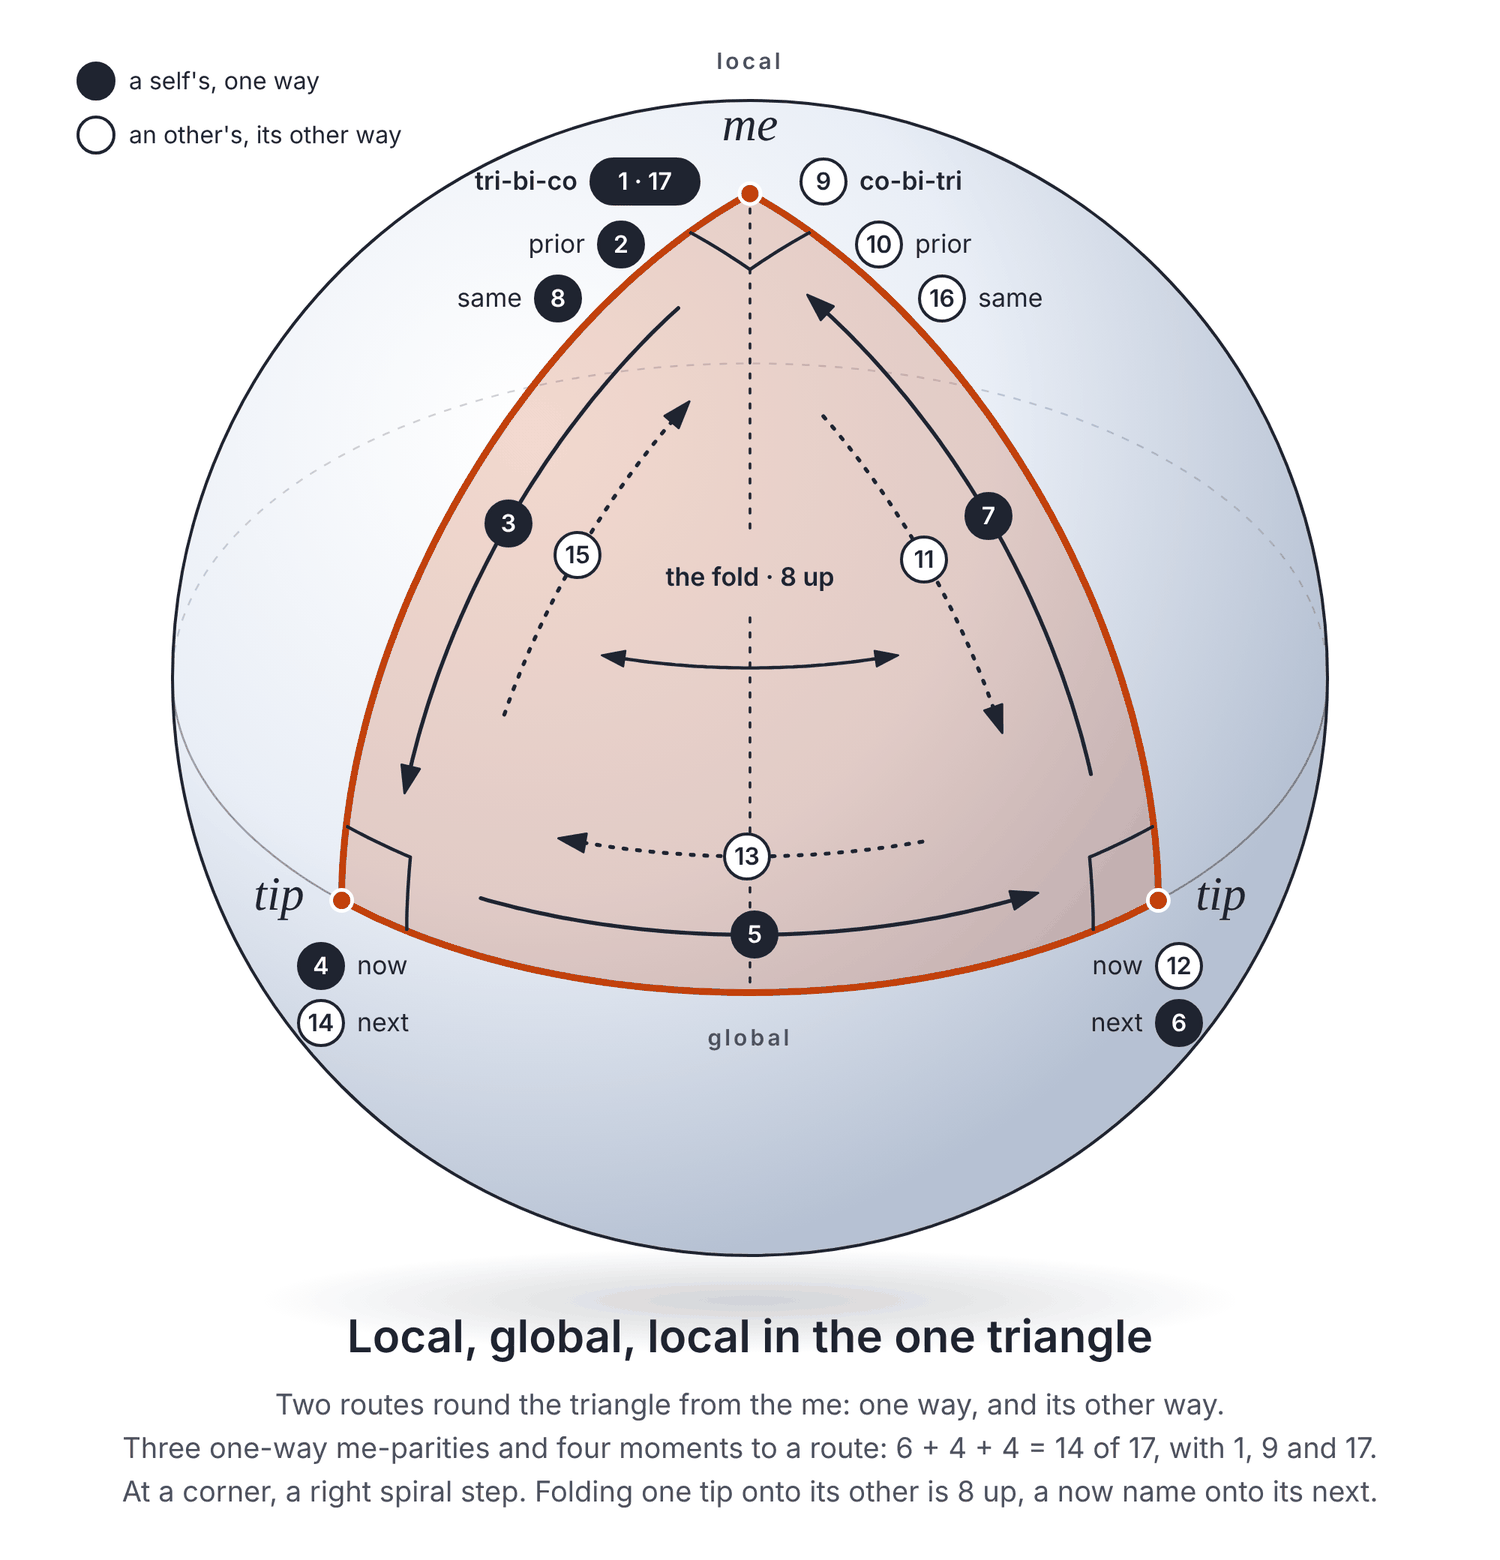 local
a self's, one way
an other's, its other way
me
tri-bi-co 1 · 17
9 co-bi-tri
prior 2
10 prior
same 8
16 same
3
7
15
11
the fold · 8 up
13
5
tip
tip
4 now
now 12
14 next
next 6
global
Local, global, local in the one triangle
Two routes round the triangle from the me: one way, and its other way.
Three one-way me-parities and four moments to a route: 6 + 4 + 4 = 14 of 17, with 1, 9 and 17.
At a corner, a right spiral step. Folding one tip onto its other is 8 up, a now name onto its next.